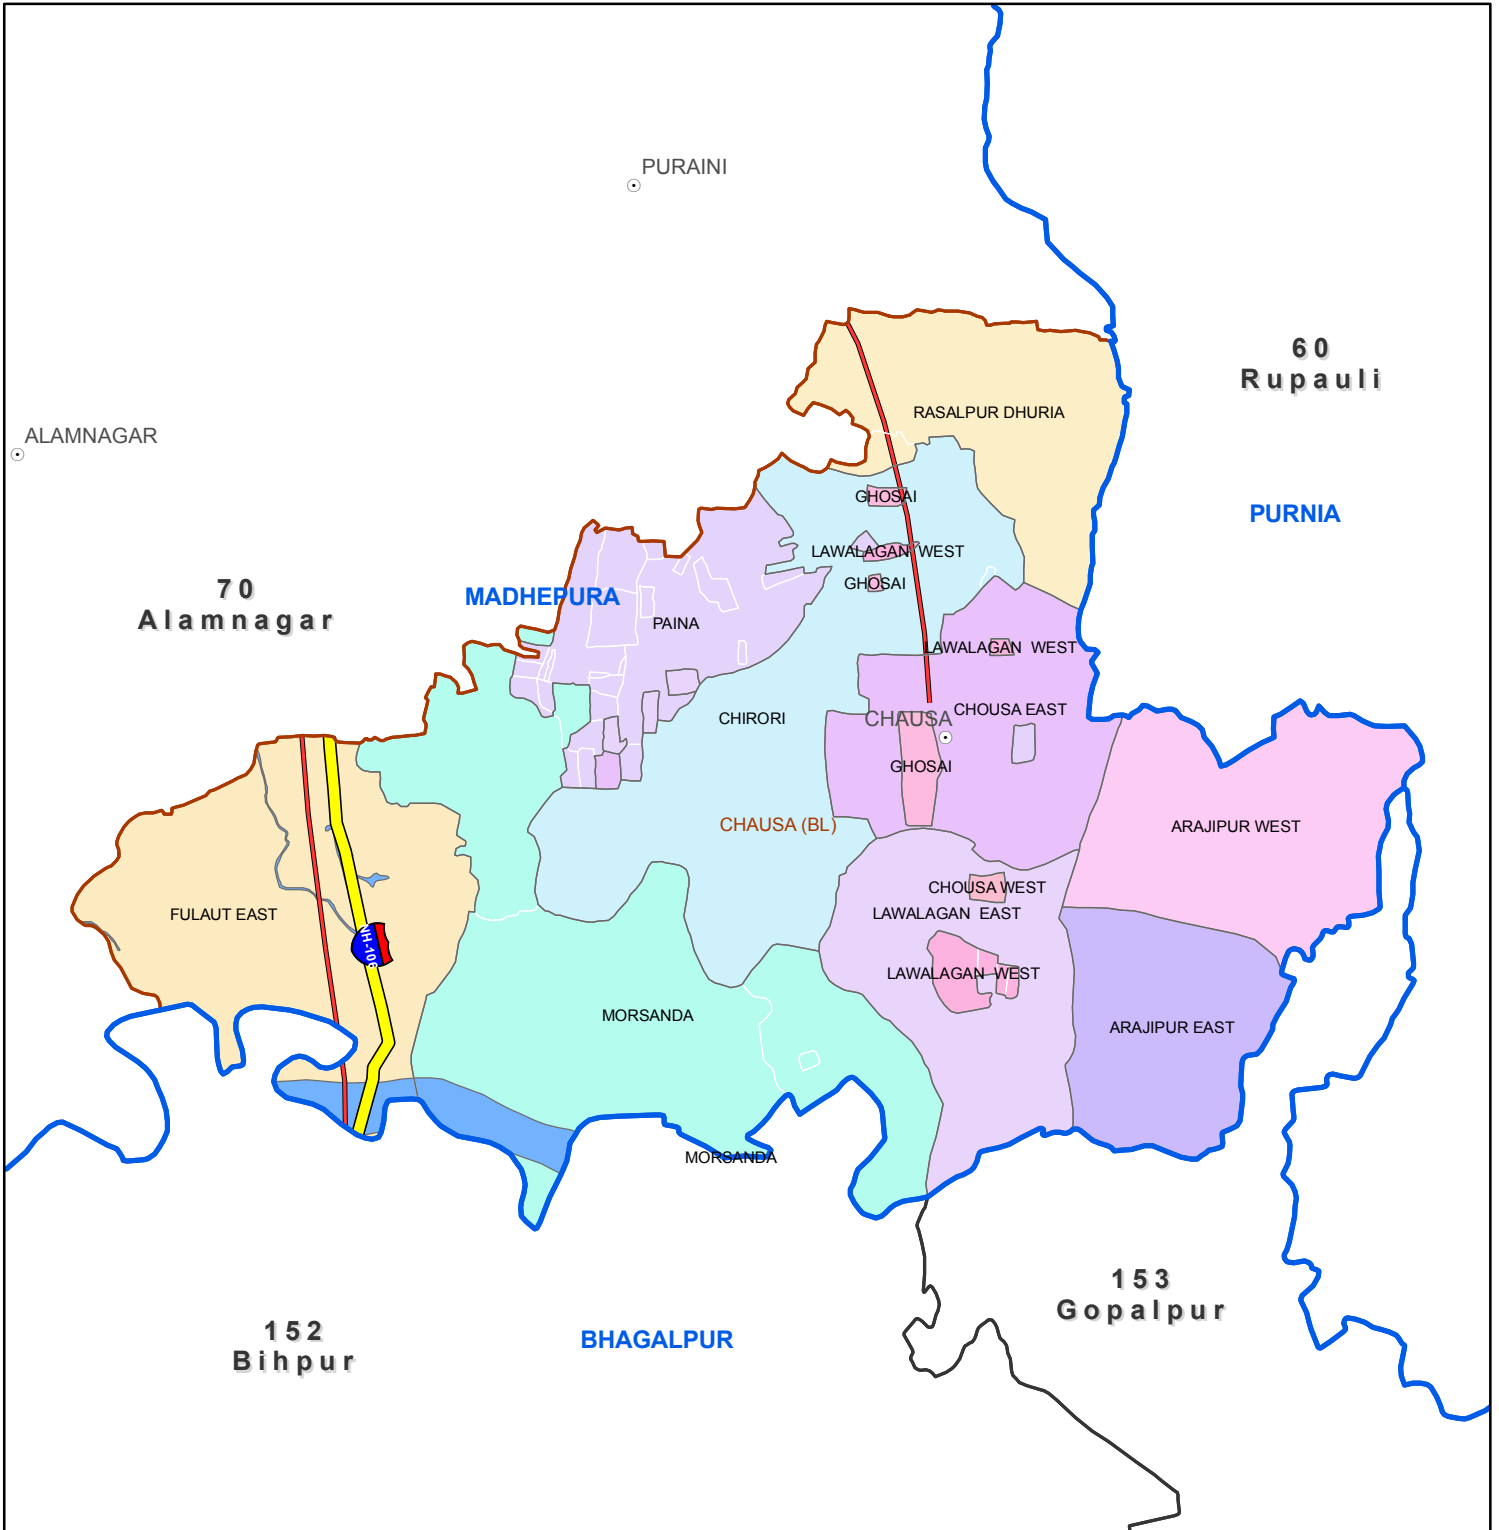 PURAINI
60
Rupauli
RASALPUR DHURIA
ALAMNAGAR
GHOSAI
PURNIA
LAWALAGAN WEST
GHOSAI
70
Alamnagar
MADHEPURA
PAINA
LAWALAGAN WEST
CHIRORI
CHAUSA
CHOUSA EAST
GHOSAI
CHAUSA (BL)
ARAJIPUR WEST
CHOUSA WEST
FULAUT EAST
LAWALAGAN EAST
NH-106
LAWALAGAN WEST
MORSANDA
ARAJIPUR EAST
MORSANDA
153
Gopalpur
152
Bihpur
BHAGALPUR